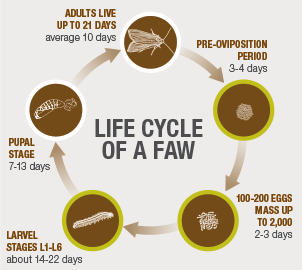 ADULTS LIVE
UP TO 21 DAYS
average 10 days
PRE-OVIPOSITION
PERIOD
3-4 days
LIFE CYCLE
OF A FAW
PUPAL
STAGE
7-13 days
100-200 EGGS
MASS UP
TO 2,000
2-3 days
LARVEL
STAGES L1-L6
about 14-22 days